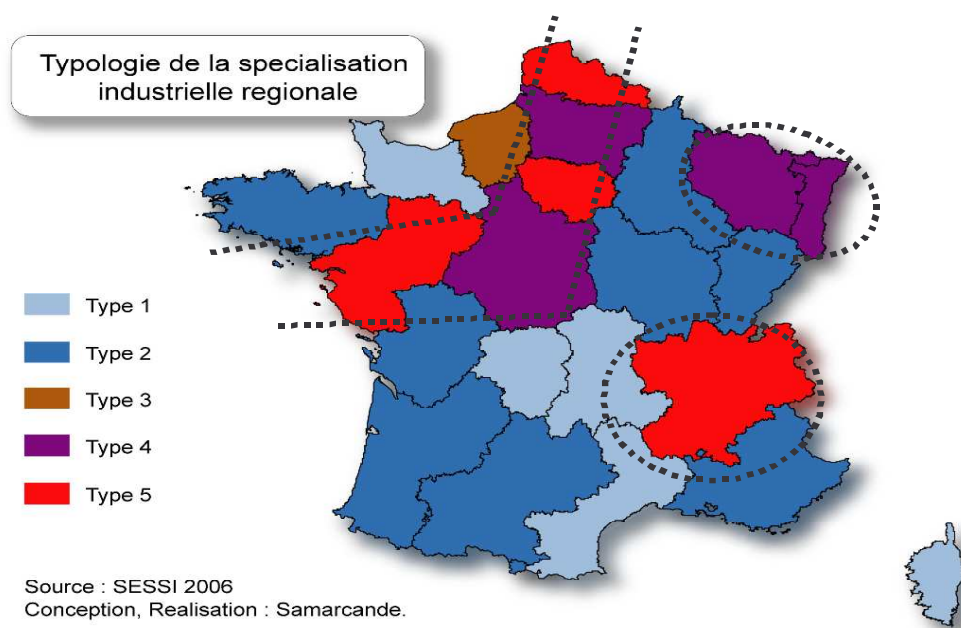 Typologie de la specialisation
industrielle regionale
Type 1
Type 2
Type 3
Type 4
Type 5
Source : SESSI 2006
Conception, Realisation : Samarcande.